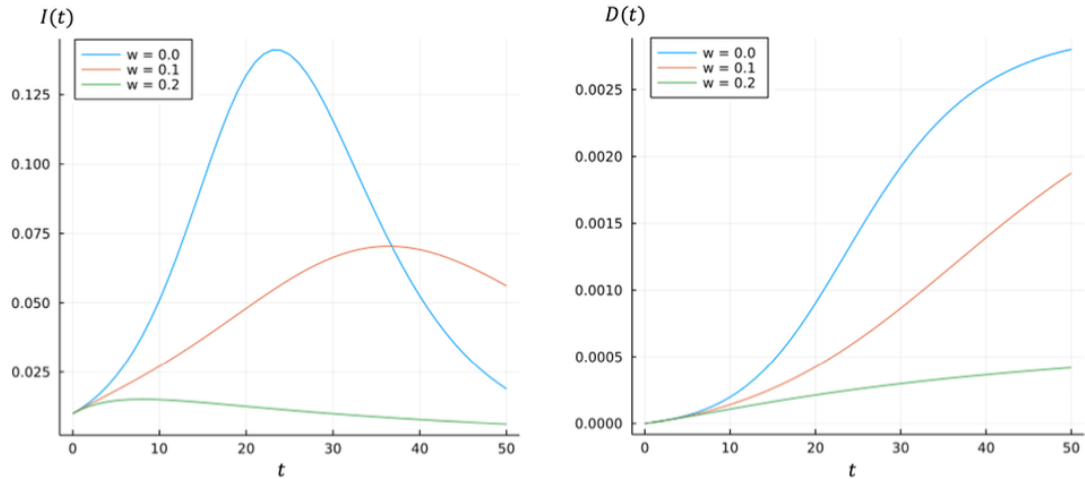 I(t)
w = 0.0
w = 0.1
w = 0.2
0.125
0.100
0.075
0.050
0.025
0 10 20 30 40 50
t
D(t)
w = 0.0
w = 0.1
w = 0.2
0.0025
0.0020
0.0015
0.0010
0.0005
0.0000
0 10 20 30 40 50
t